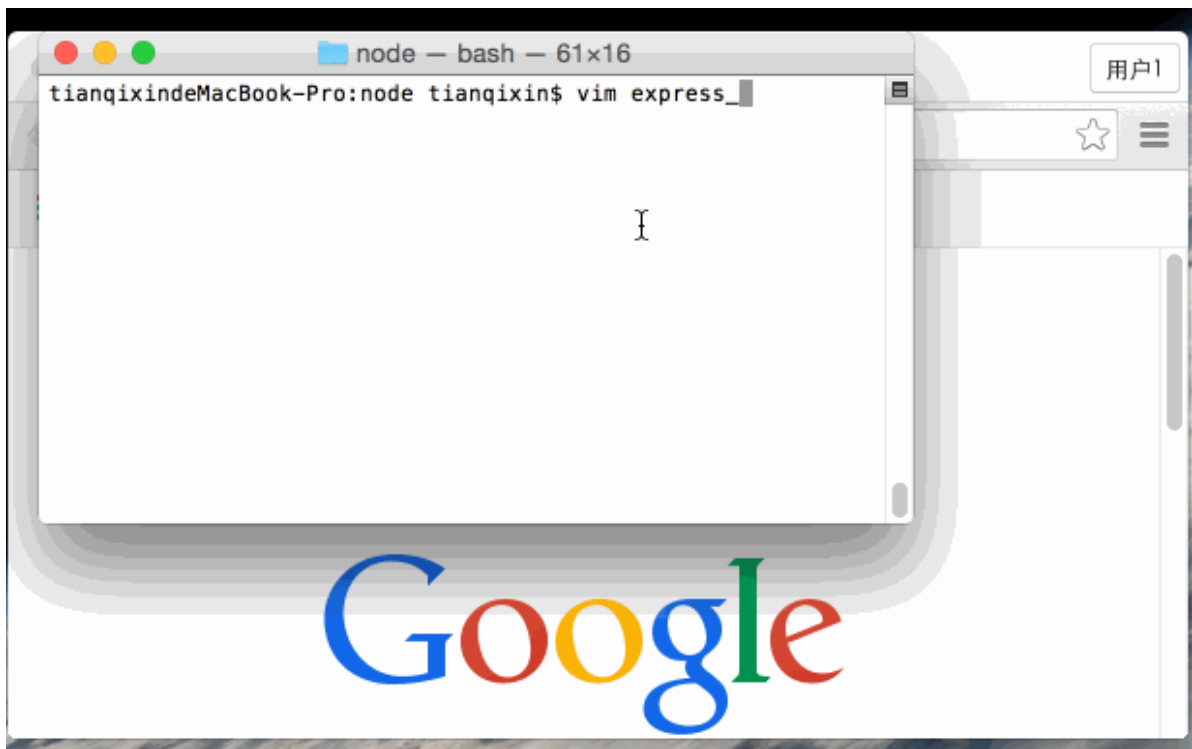 node — bash — 61×16
用户1
tianqixindeMacBook-Pro:node tianqixin$ vim express_
Google